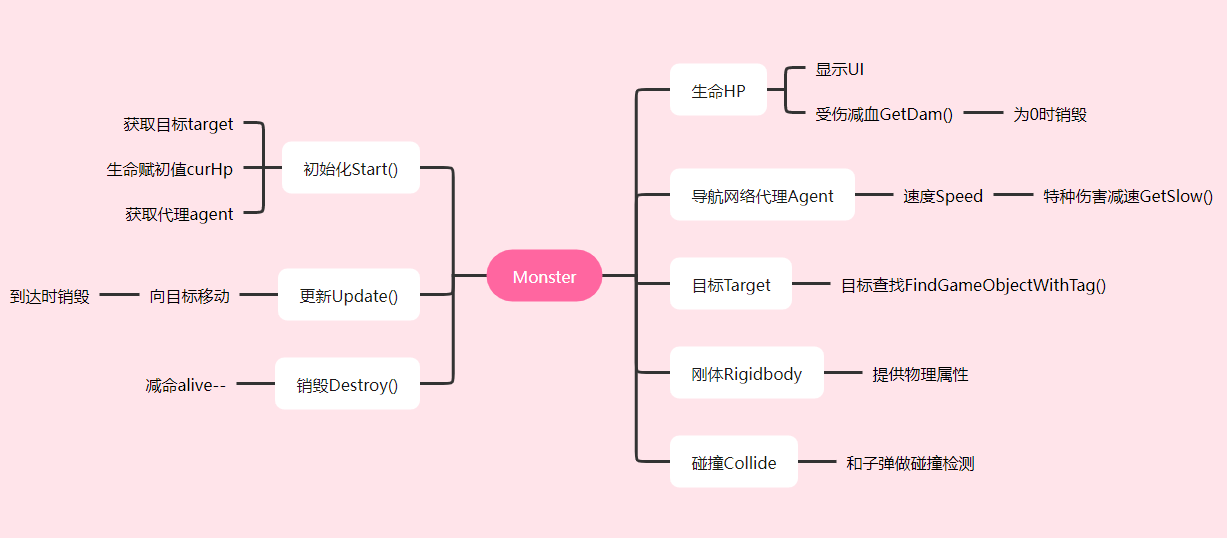 Monster
生命HP
显示UI
受伤减血GetDam()
为0时销毁
导航网络代理Agent
速度Speed
特种伤害减速GetSlow()
目标Target
目标查找FindGameObjectWithTag()
刚体Rigidbody
提供物理属性
碰撞Collide
和子弹做碰撞检测
初始化Start()
获取目标target
生命赋初值curHp
获取代理agent
更新Update()
向目标移动
到达时销毁
销毁Destroy()
减命alive--